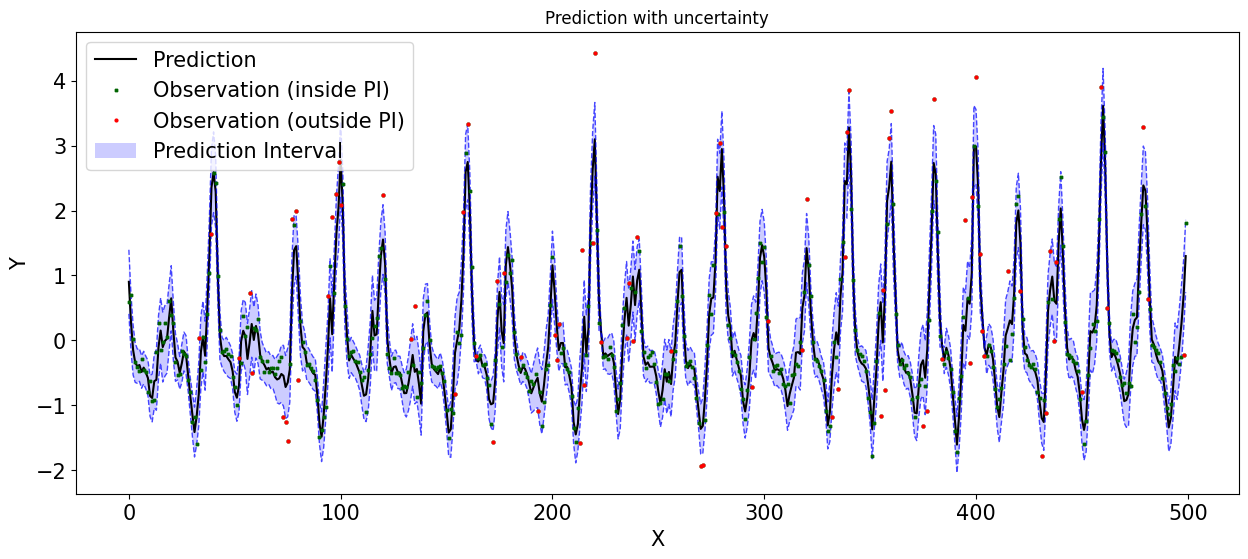 Prediction with uncertainty
Prediction
Observation (inside PI)
Observation (outside PI)
Prediction Interval
Y
4
3
2
1
0
−1
−2
0 100 200 300 400 500
X